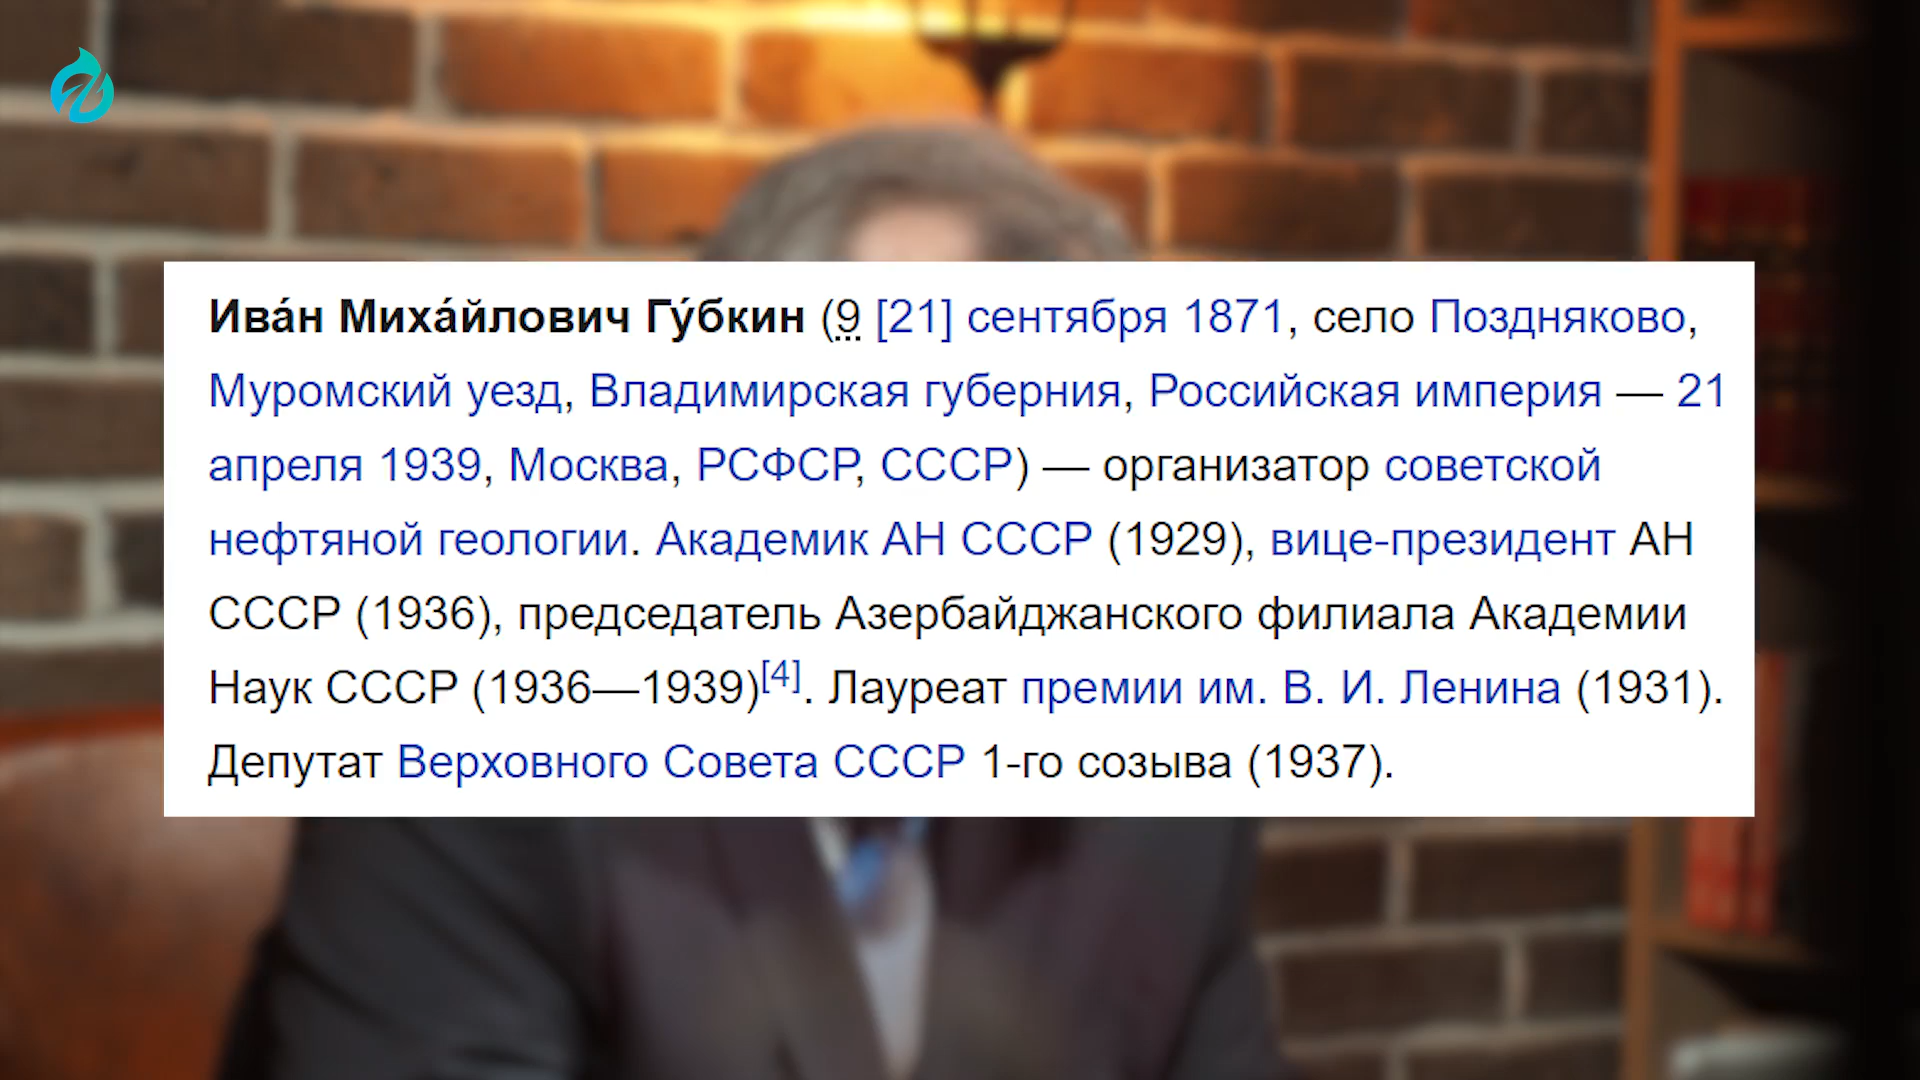 Ива́н Миха́йлович Гу́бкин (9 [21] сентября 1871, село Поздняково,
Муромский уезд, Владимирская губерния, Российская империя — 21
апреля 1939, Москва, РСФСР, СССР) — организатор советской
нефтяной геологии. Академик АН СССР (1929), вице-президент АН
СССР (1936), председатель Азербайджанского филиала Академии
Наук СССР (1936—1939)[4]. Лауреат премии им. В. И. Ленина (1931).
Депутат Верховного Совета СССР 1-го созыва (1937).